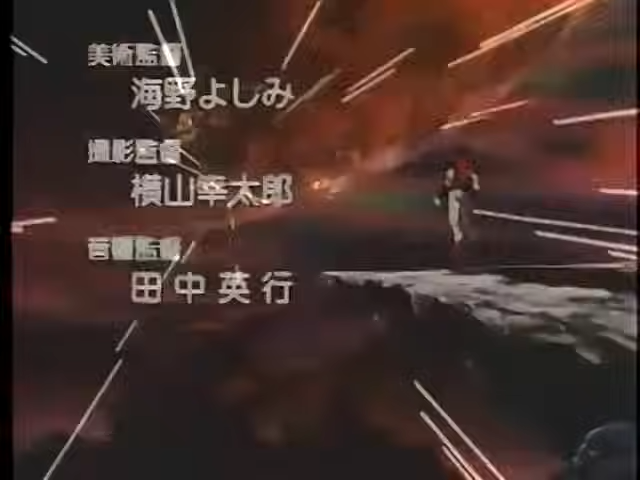 美術監督
海野よしみ
撮影監督
横山幸太郎
音響監督
田中英行